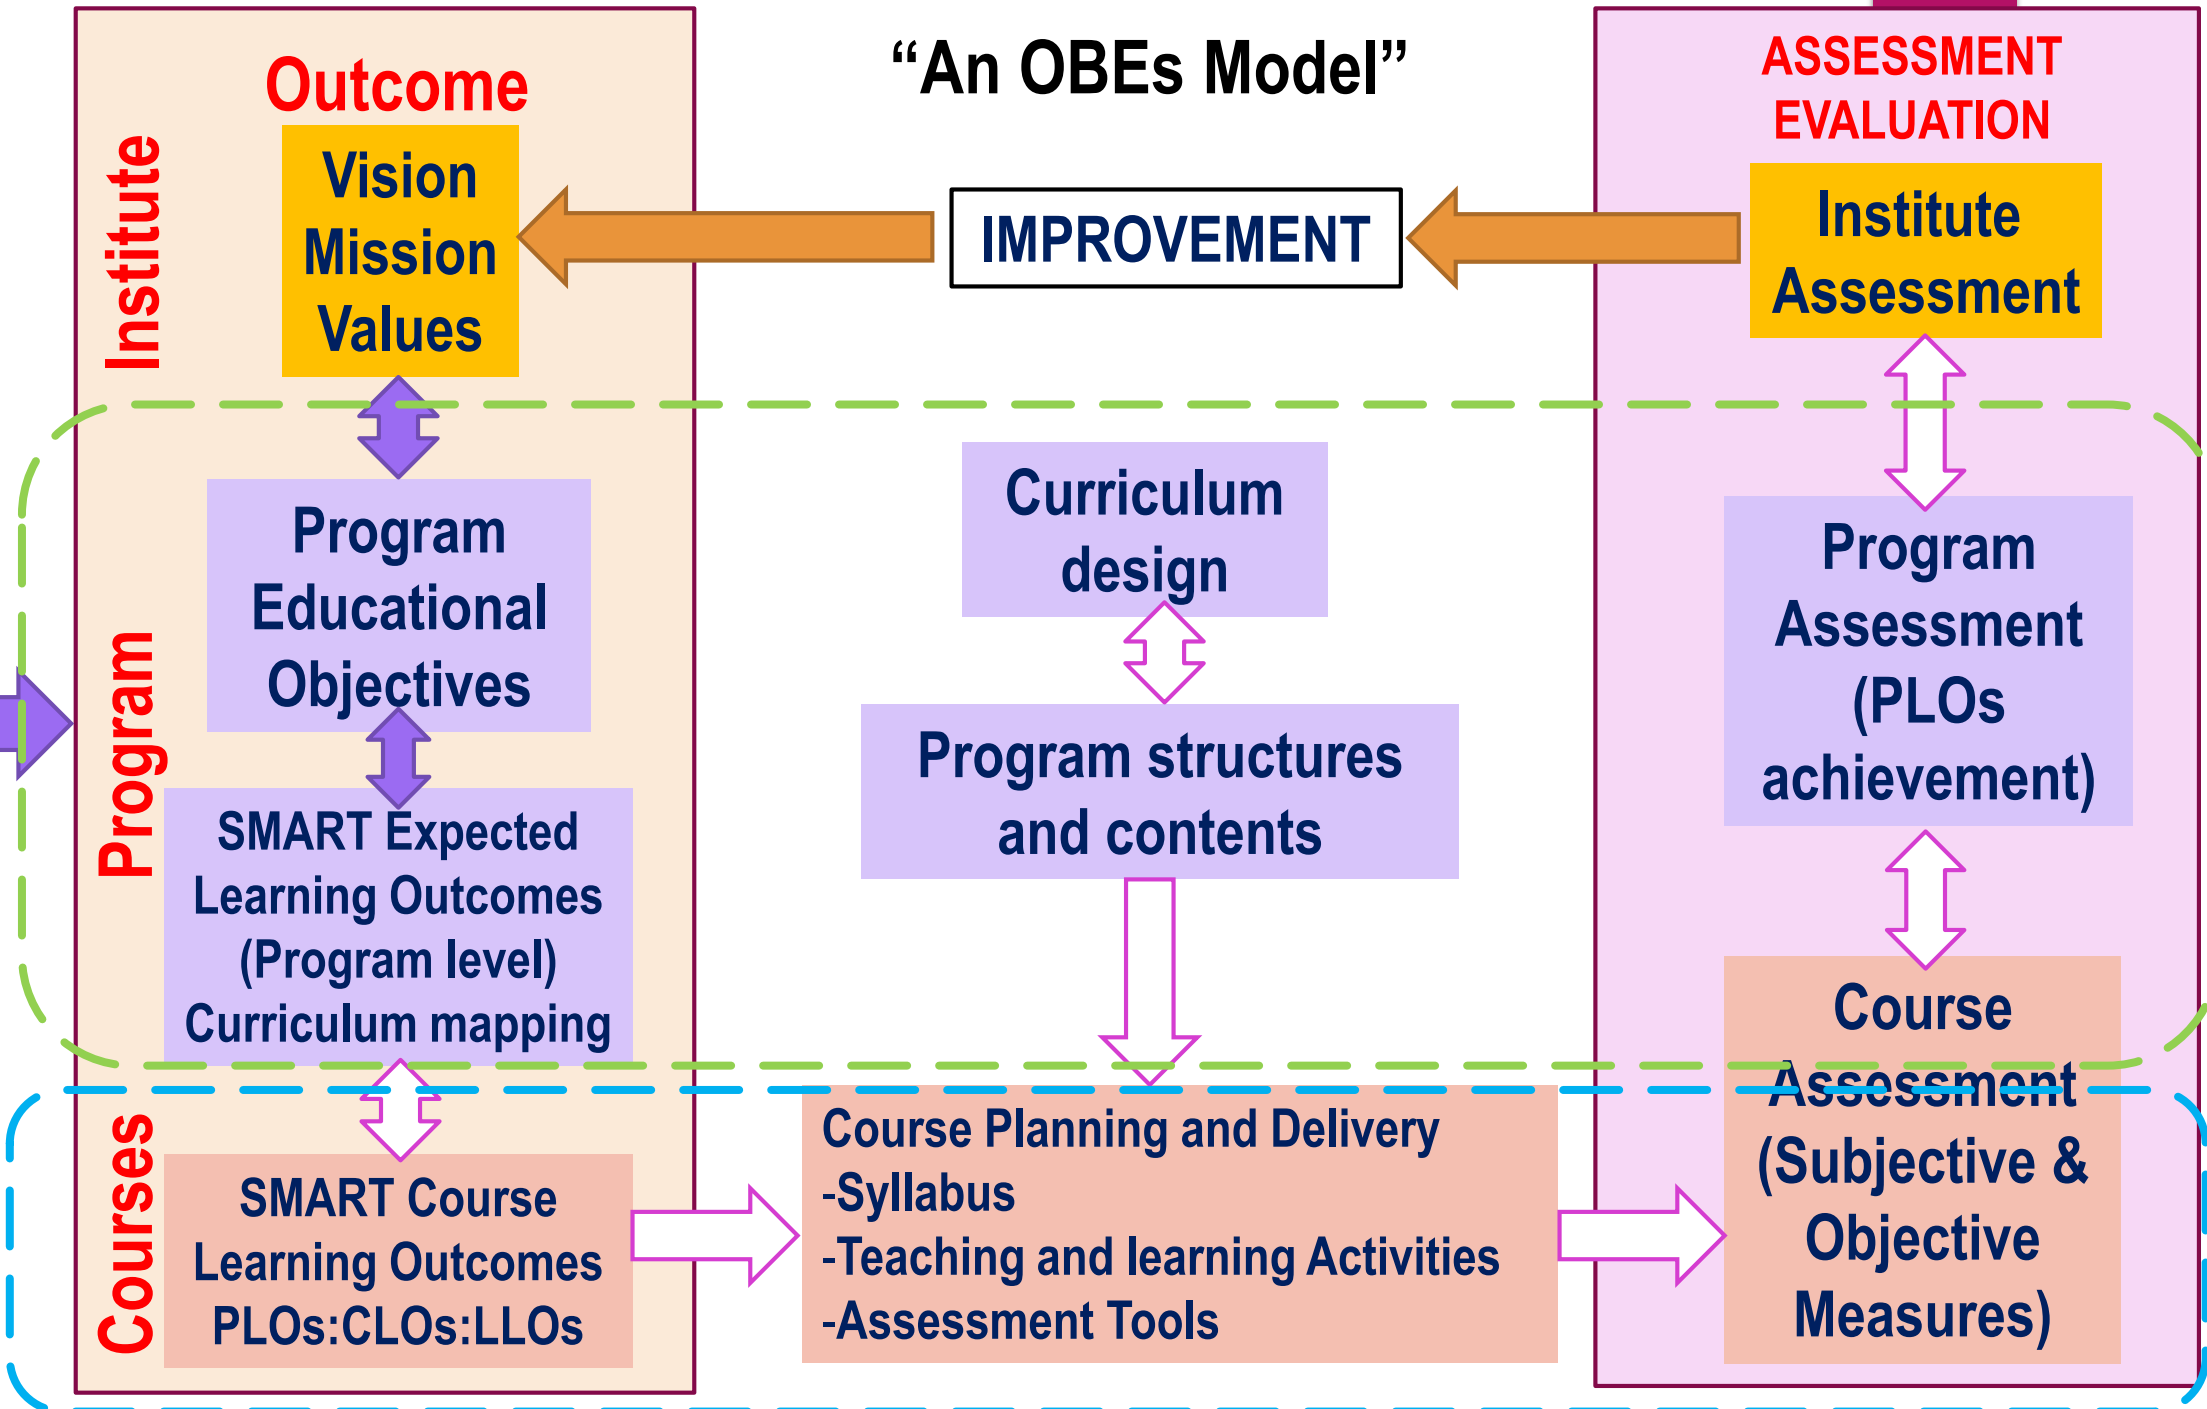 “An OBEs Model”
Outcome
Institute
Vision
Mission
Values
IMPROVEMENT
ASSESSMENT
EVALUATION
Institute
Assessment
Program
Program
Educational
Objectives
SMART Expected
Learning Outcomes
(Program level)
Curriculum mapping
Curriculum
design
Program structures
and contents
Program
Assessment
(PLOs
achievement)
Courses
SMART Course
Learning Outcomes
PLOs:CLOs:LLOs
Course Planning and Delivery
-Syllabus
-Teaching and learning Activities
-Assessment Tools
Course
Assessment
(Subjective &
Objective
Measures)